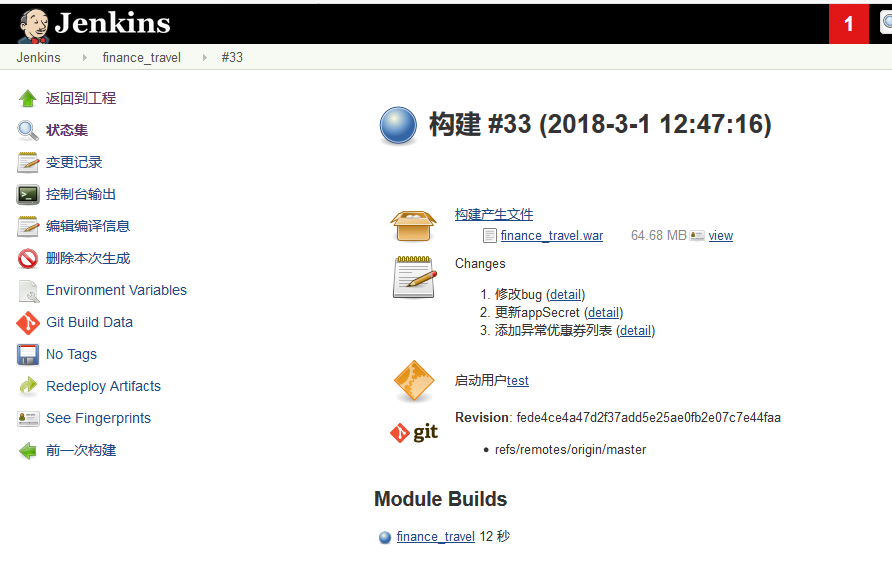 Jenkins
1
Jenkins finance_travel #33
返回到工程
状态集
变更记录
控制台输出
编辑编译信息
删除本次生成
Environment Variables
Git Build Data
No Tags
Redeploy Artifacts
See Fingerprints
前一次构建
构建 #33 (2018-3-1 12:47:16)
构建产生文件
finance_travel.war 64.68 MB view
Changes
1. 修改bug (detail)
2. 更新appSecret (detail)
3. 添加异常优惠券列表 (detail)
启动用户test
git
Revision: fede4ce4a47d2f37add5e25ae0fb2e07c7e44faa
• refs/remotes/origin/master
Module Builds
finance_travel 12 秒